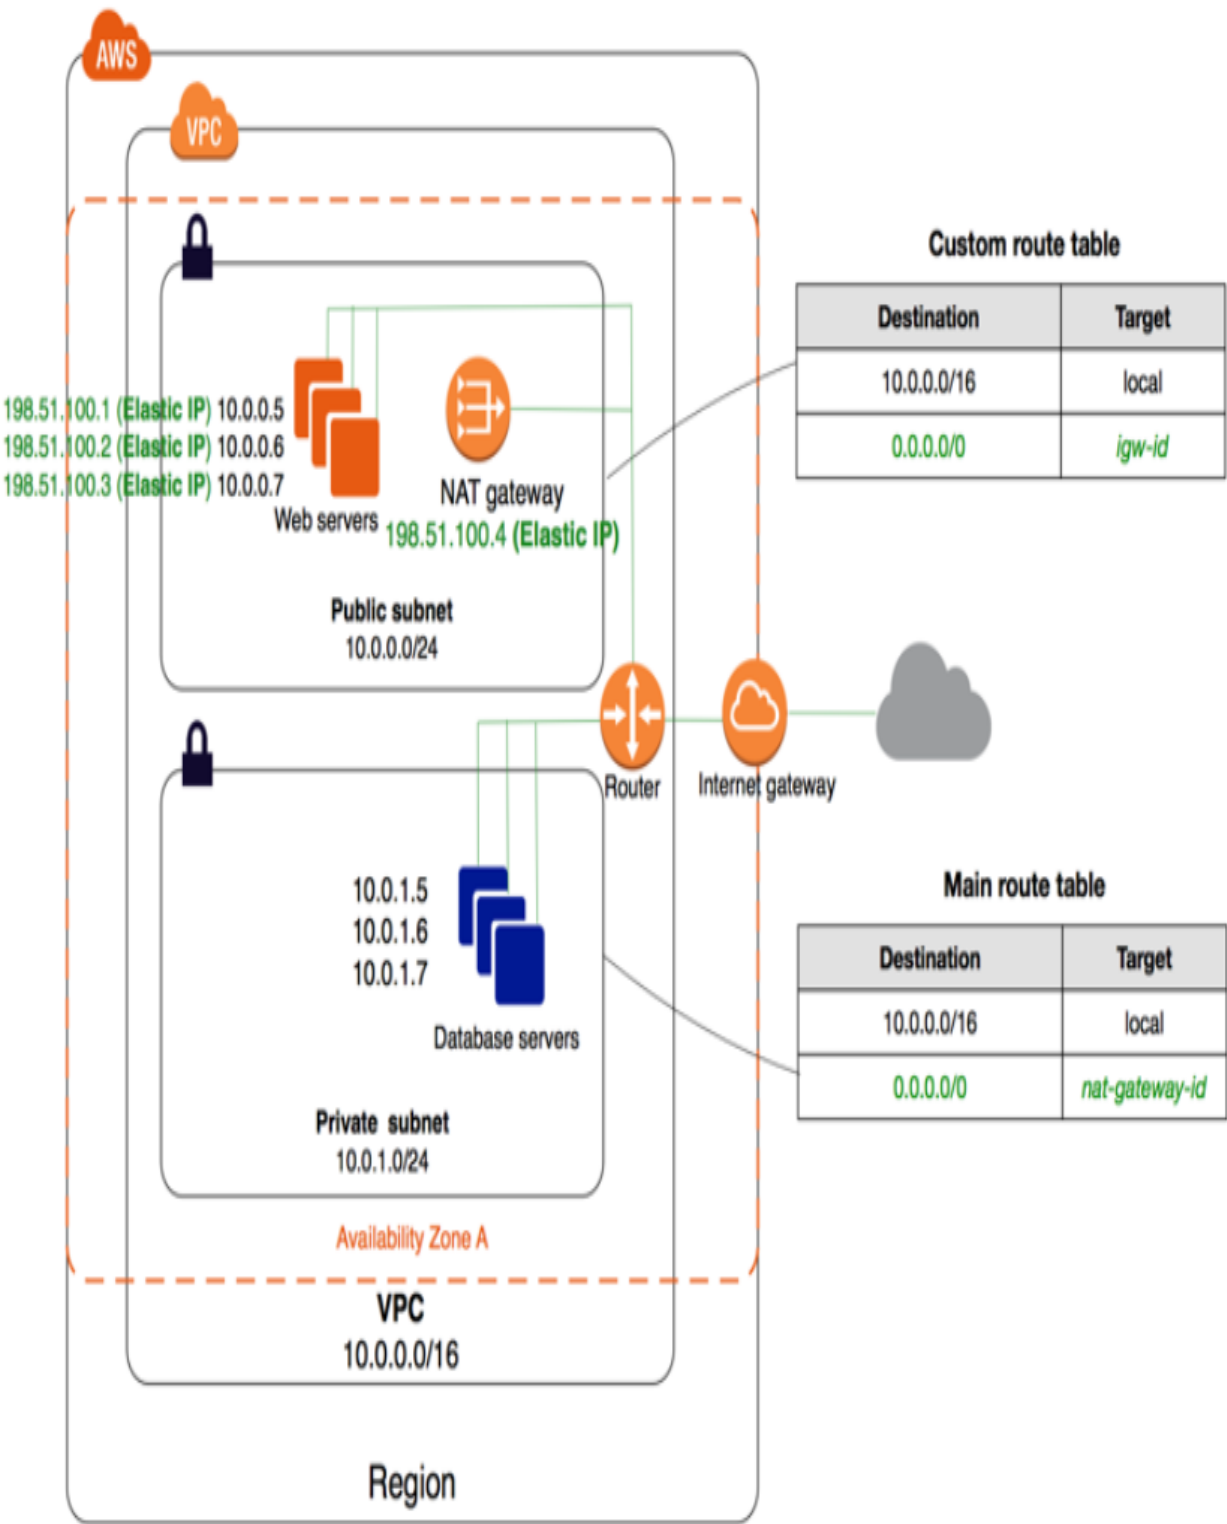 AWS
VPC
Custom route table
Destination Target
10.0.0.0/16 local
0.0.0.0/0 igw-id
198.51.100.1 (Elastic IP) 10.0.0.5
198.51.100.2 (Elastic IP) 10.0.0.6
198.51.100.3 (Elastic IP) 10.0.0.7
Web servers
NAT gateway
198.51.100.4 (Elastic IP)
Public subnet
10.0.0.0/24
Router
Internet gateway
10.0.1.5
10.0.1.6
10.0.1.7
Database servers
Private subnet
10.0.1.0/24
Main route table
Destination Target
10.0.0.0/16 local
0.0.0.0/0 nat-gateway-id
Availability Zone A
VPC
10.0.0.0/16
Region